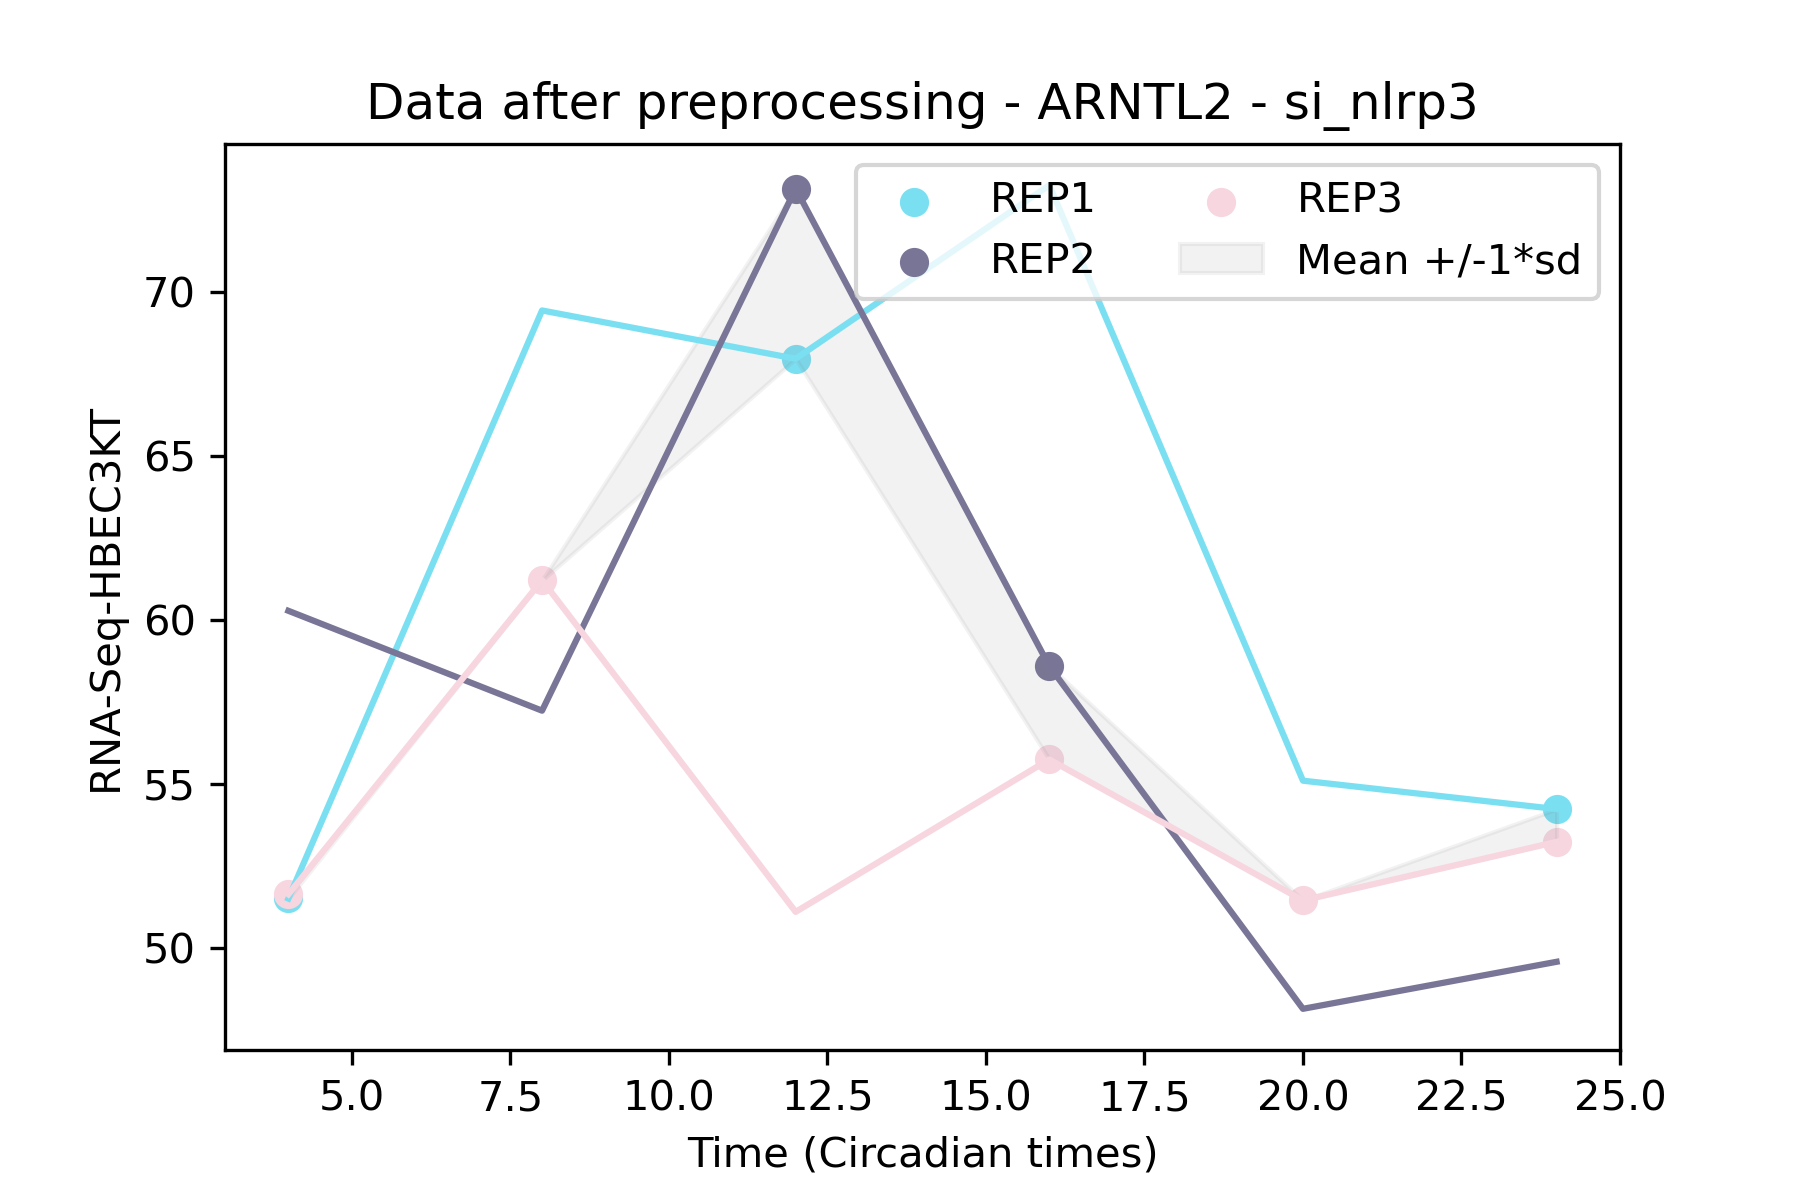 Data after preprocessing - ARNTL2 - si_nlrp3
REP1
REP2
REP3
Mean +/-1*sd
RNA-Seq-HBEC3KT
70
65
60
55
50
5.0
7.5
10.0
12.5
15.0
17.5
20.0
22.5
25.0
Time (Circadian times)